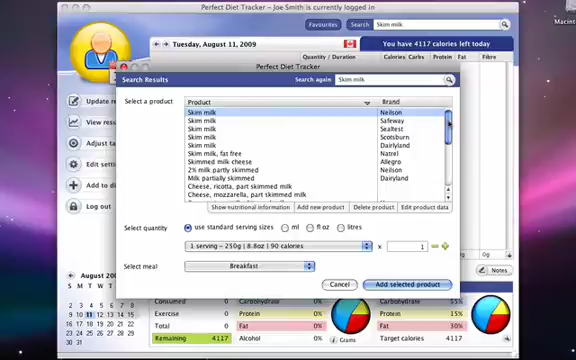 Perfect Diet Tracker – Joe Smith is currently logged in
Favourites Search Skim milk
Tuesday, August 11, 2009 You have 4117 calories left today
Quantity / Duration Calories Carbs Protein Fat Fibre
Perfect Diet Tracker
Search Results Search again Skim milk
Select a product
Product Brand
Skim milk Neilson
Skim milk Safeway
Skim milk Sealtest
Skim milk Scotsburn
Skim milk Dairyland
Skim milk, fat free Natrel
Skimmed milk cheese Allegro
2% milk partly skimmed Neilson
Milk partially skimmed Dairyland
Cheese, ricotta, part skimmed milk
Cheese, mozzarella, part skimmed milk
Show nutritional information Add new product Delete product Edit product data
Select quantity use standard serving sizes ml fl oz litres
1 serving – 250g | 8.8oz | 90 calories x 1
Select meal Breakfast
Cancel Add selected product
Update
View
Adjust
Edit
Add to
Log out
Macint
0
Notes
August
S M T W T F S
1
2 3 4 5 6 7 8
9 10 11 12 13 14 15
16 17 18 19 20 21 22
23 24 25 26 27 28 29
30 31
Consumed 0 Carbohydrate 0% Carbohydrate 55%
Exercise 0 Protein 0% Protein 15%
Total 0 Fat 0% Fat 30%
Remaining 4117 Alcohol 0% Grams Target calories 4117